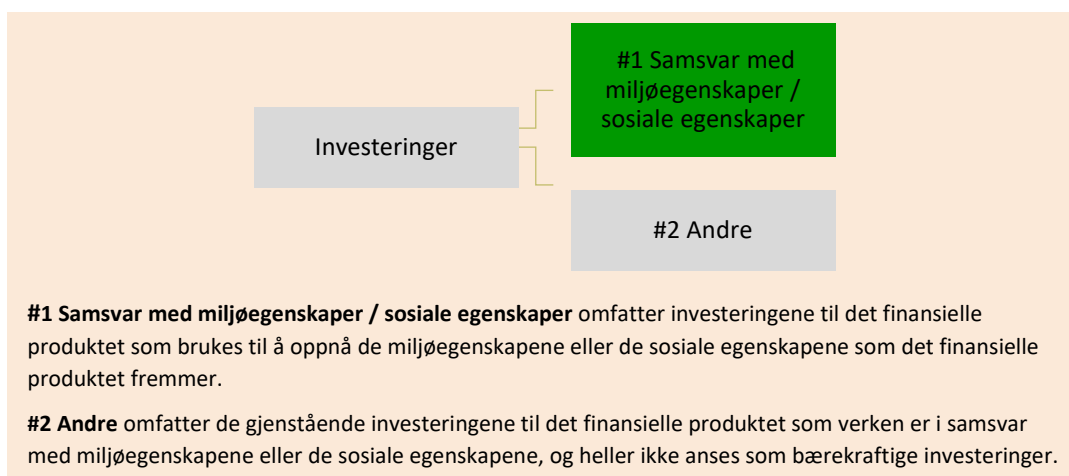 #1 Samsvar med
miljøegenskaper /
sosiale egenskaper
Investeringer
#2 Andre
#1 Samsvar med miljøegenskaper / sosiale egenskaper omfatter investeringene til det finansielle
produktet som brukes til å oppnå de miljøegenskapene eller de sosiale egenskapene som det finansielle
produktet fremmer.
#2 Andre omfatter de gjenstående investeringene til det finansielle produktet som verken er i samsvar
med miljøegenskapene eller de sosiale egenskapene, og heller ikke anses som bærekraftige investeringer.